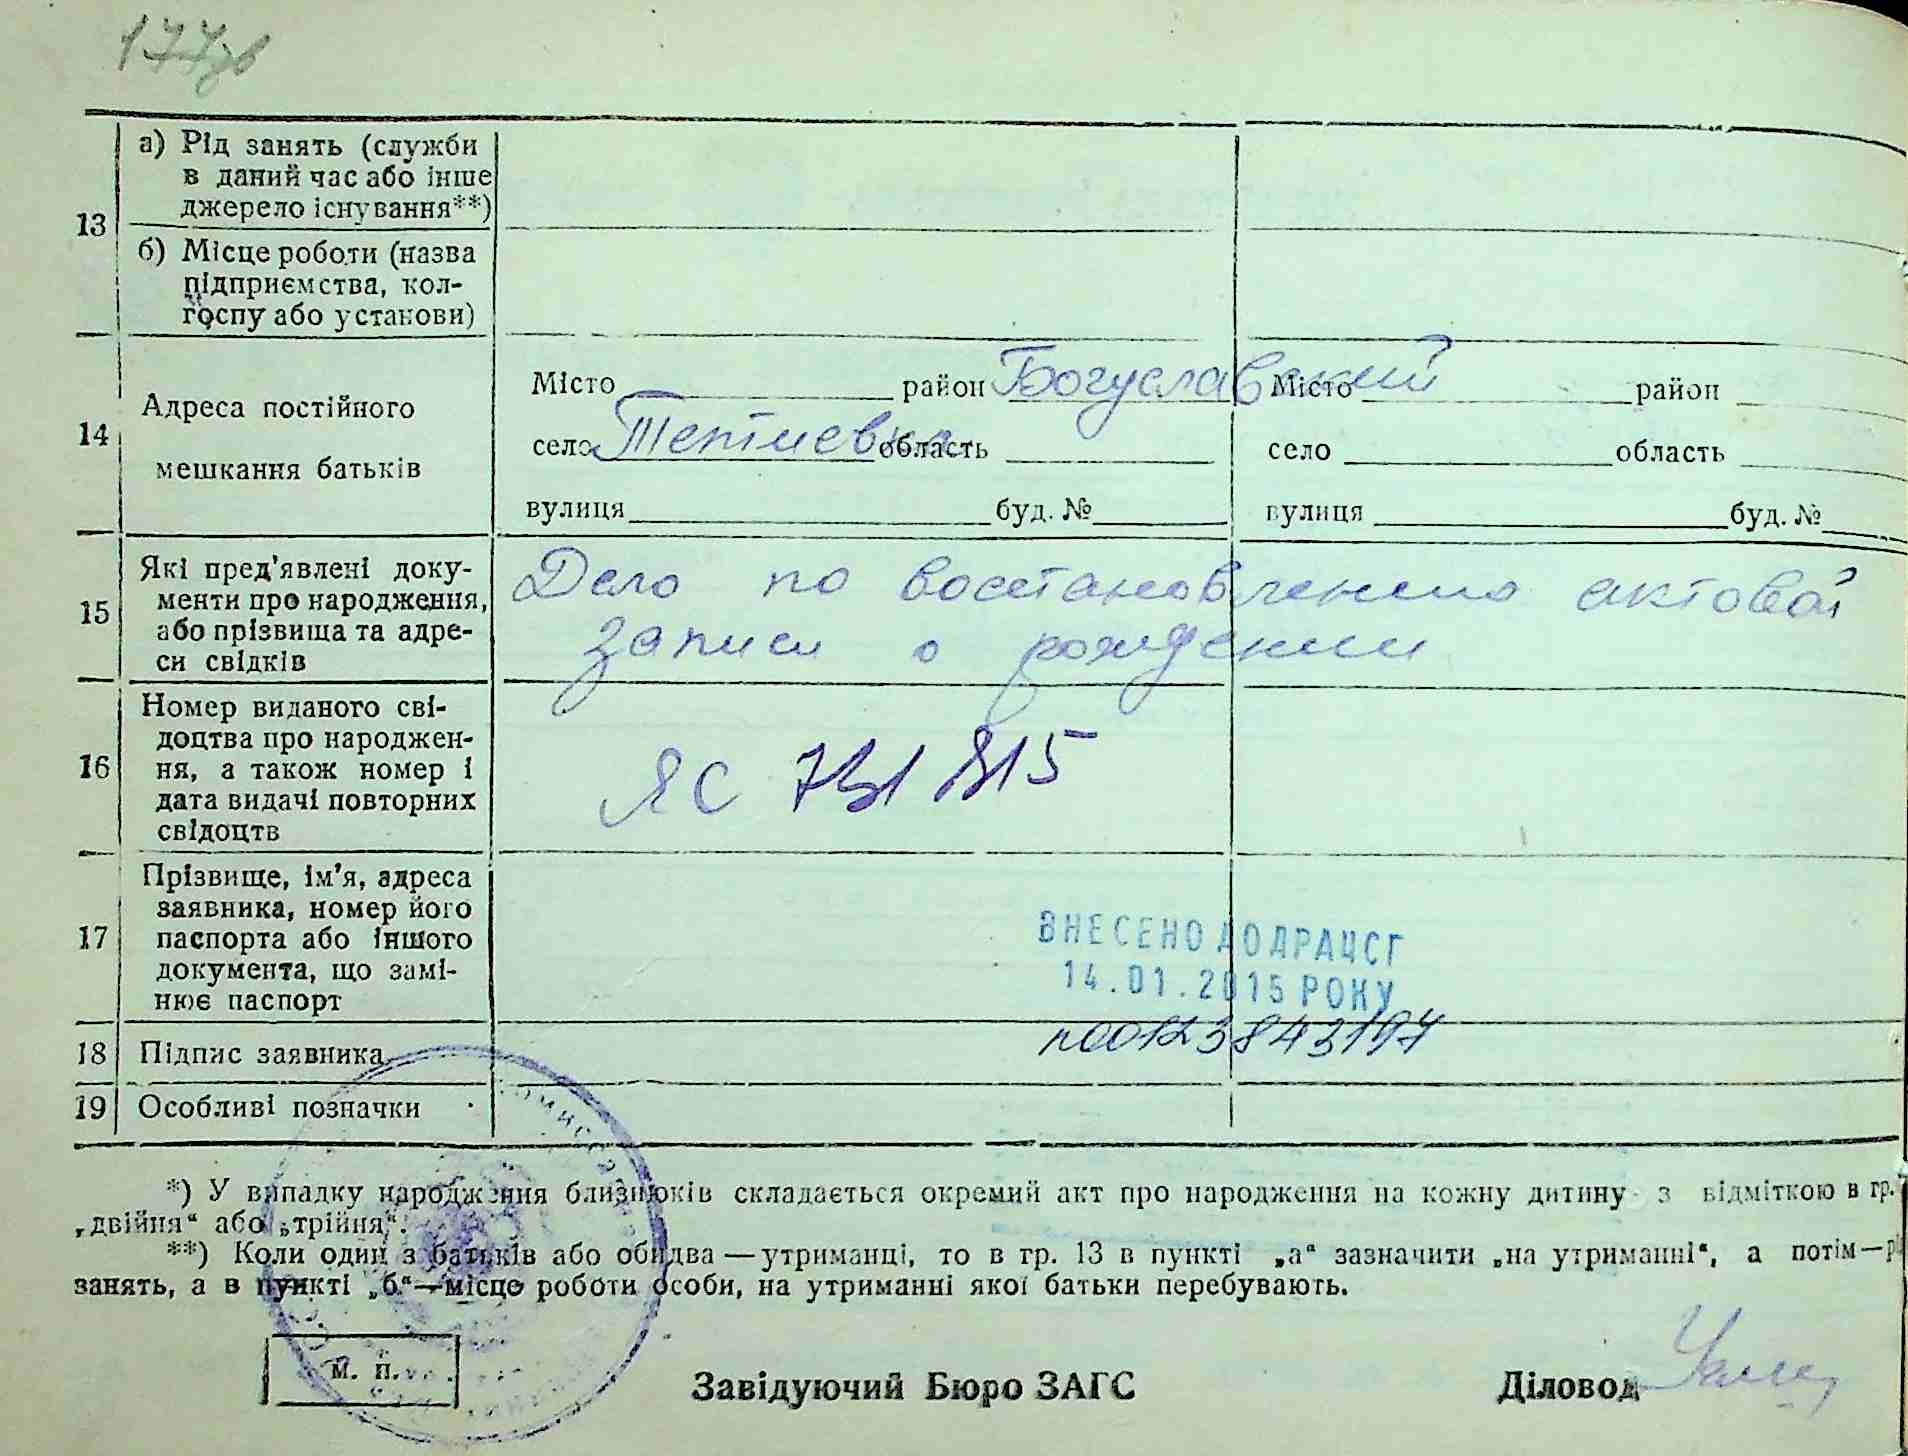 177зв
13
а) Рід занять (служби
в даний час або інше
джерело існування**)
б) Місце роботи (назва
підприємства, кол-
госпу або установи)
14
Адреса постійного
мешкання батьків
Місто район Богуславский
село Тептиевка область
вулиця буд. №
Місто район
село область
вулиця буд. №
15
Які пред'явлені доку-
менти про народження,
або прізвища та адре-
си свідків
Дело по восстановлению актовой
записи о рождении
16
Номер виданого сві-
доцтва про народжен-
ня, а також номер і
дата видачі повторних
свідоцтв
ЯС
17
Прізвище, ім'я, адреса
заявника, номер його
паспорта або іншого
документа, що замі-
нює паспорт
ВНЕСЕНО ДО ДРАЦСГ
14.01.2015 РОКУ
n00123843197
18 Підпис заявника
19 Особливі позначки
*) У випадку народження близнюків складається окремий акт про народження на кожну дитину з відміткою в гр.
„двійня“ або „трійня“.
**) Коли один з батьків або обидва—утриманці, то в гр. 13 в пункті „а“ зазначити „на утриманні“, а потім—
занять, а в пункті „б“—місце роботи особи, на утриманні якої батьки перебувають.
М. П.
Завідуючий Бюро ЗАГС
Діловод